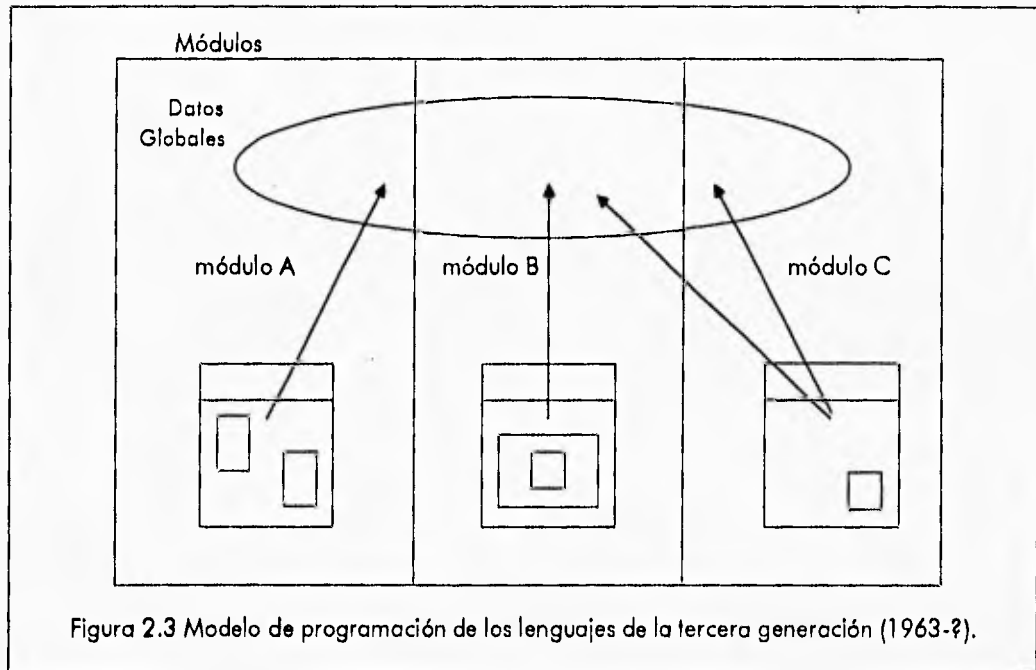 Módulos
Datos
Globales
módulo A
módulo B
módulo C
Figura 2.3 Modelo de programación de los lenguajes de la tercera generación (1963-?).